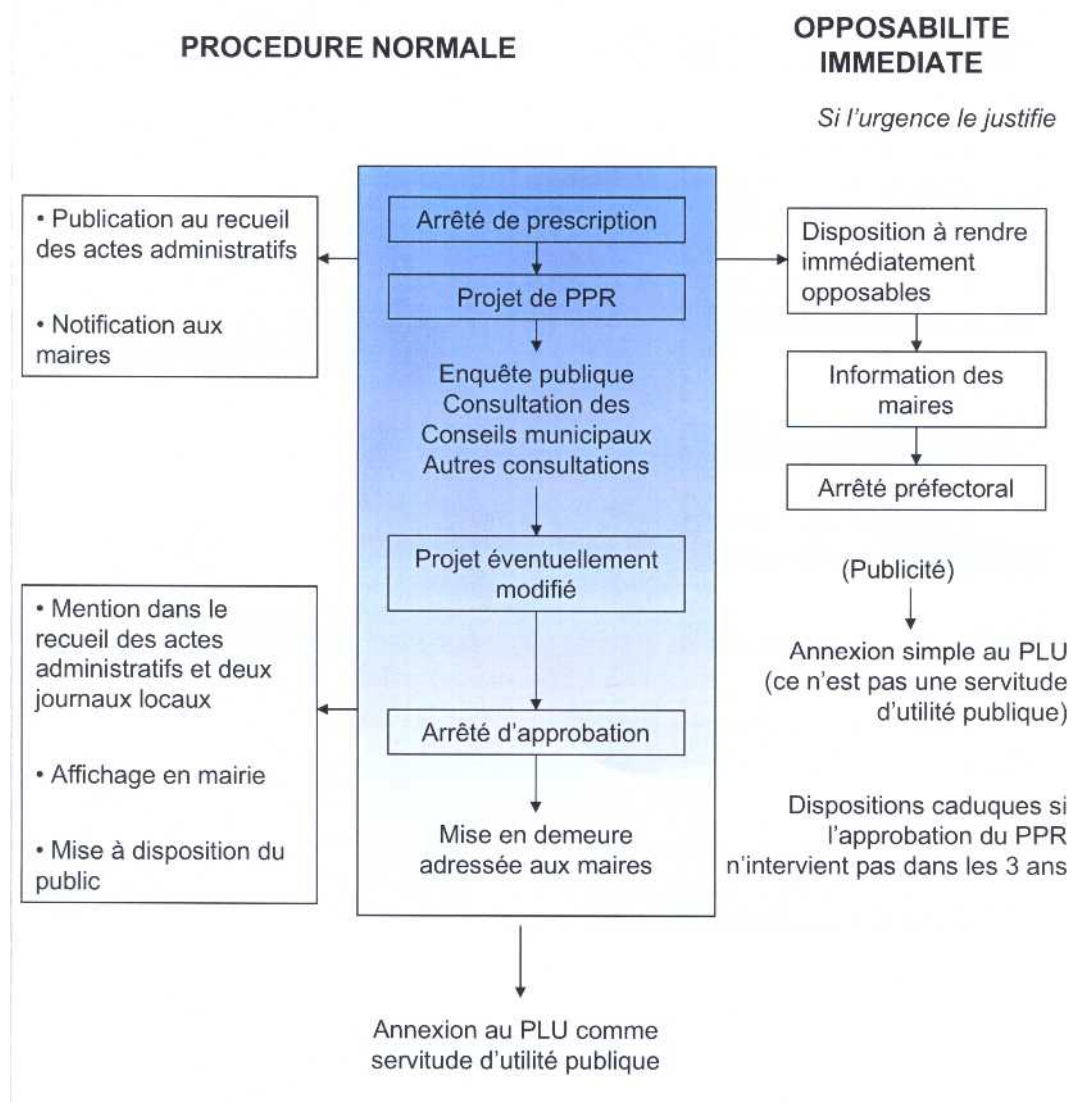 PROCEDURE NORMALE
OPPOSABILITE
IMMEDIATE
Si l'urgence le justifie
• Publication au recueil
des actes administratifs
• Notification aux
maires
• Mention dans le
recueil des actes
administratifs et deux
journaux locaux
• Affichage en mairie
• Mise à disposition du
public
Arrêté de prescription
Projet de PPR
Enquête publique
Consultation des
Conseils municipaux
Autres consultations
Projet éventuellement
modifié
Arrêté d'approbation
Mise en demeure
adressée aux maires
Annexion au PLU comme
servitude d'utilité publique
Disposition à rendre
immédiatement
opposables
Information des
maires
Arrêté préfectoral
(Publicité)
Annexion simple au PLU
(ce n'est pas une servitude
d'utilité publique)
Dispositions caduques si
l'approbation du PPR
n'intervient pas dans les 3 ans